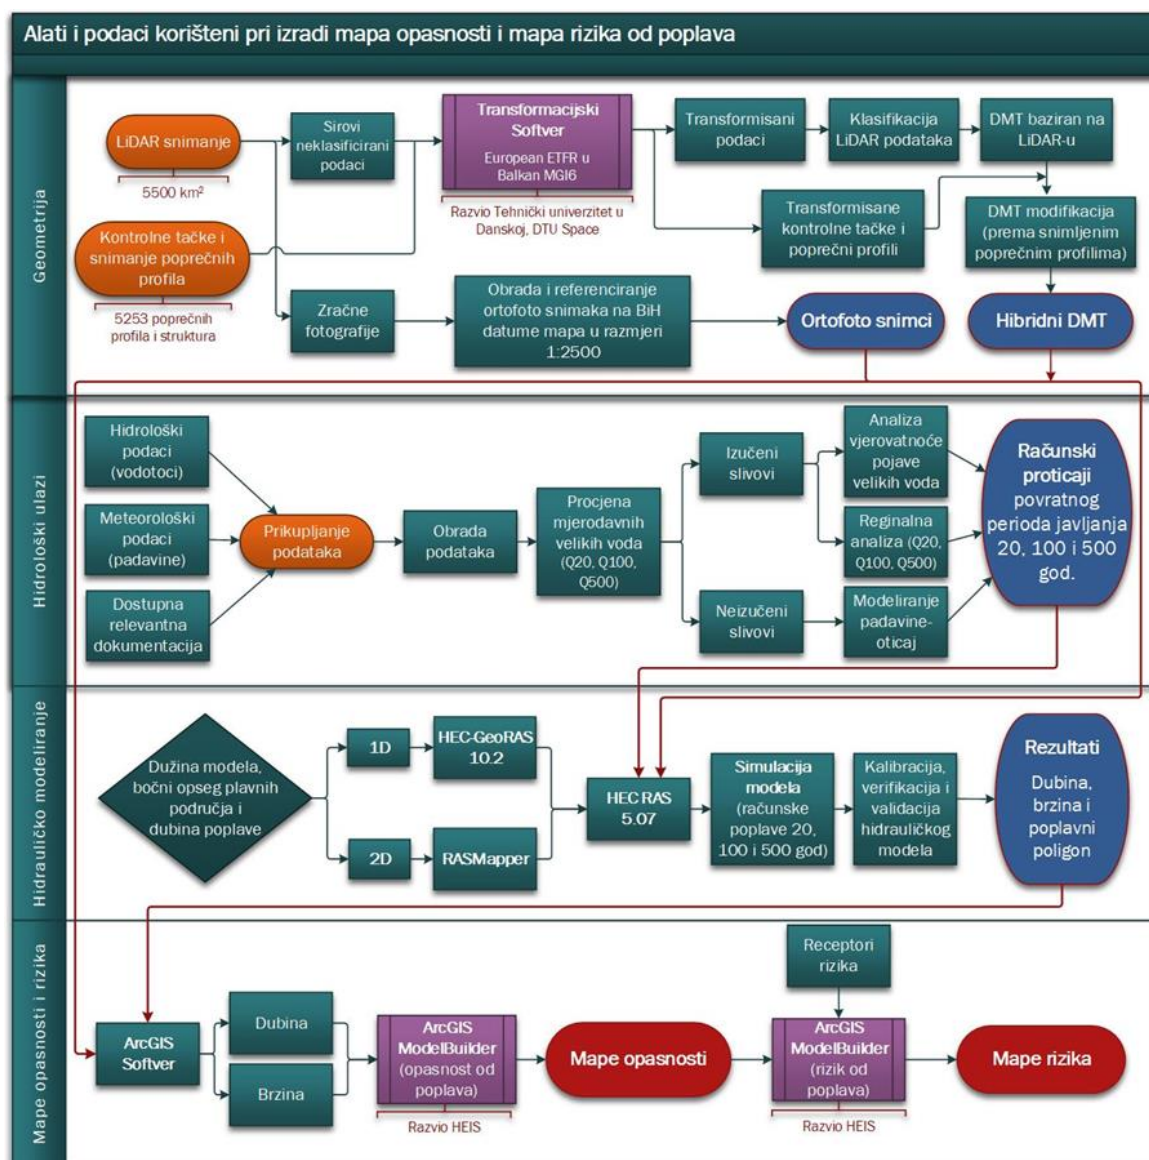 Alati i podaci korišteni pri izradi mapa opasnosti i mapa rizika od poplava
Geometrija
LiDAR snimanje
5500 km²
Kontrolne tačke i
snimanje poprečnih
profila
5253 poprečnih
profila i struktura
Sirovi
neklasificirani
podaci
Transformacijski
Softver
European ETFR u
Balkan MGI6
Razvio Tehnički univerzitet u
Danskoj, DTU Space
Transformisani
podaci
Klasifikacija
LiDAR podataka
DMT baziran na
LiDAR-u
Transformisane
kontrolne tačke i
poprečni profili
DMT modifikacija
(prema snimljenim
poprečnim profilima)
Zračne
fotografije
Obrada i referenciranje
ortofoto snimaka na BiH
datume mapa u razmjeri
1:2500
Ortofoto snimci
Hibridni DMT
Hidrološki ulazi
Hidrološki
podaci
(vodotoci)
Meteorološki
podaci
(padavine)
Dostupna
relevantna
dokumentacija
Prikupljanje
podataka
Obrada
podataka
Procjena
mjerodavnih
velikih voda
(Q20, Q100,
Q500)
Izučeni
slivovi
Neizučeni
slivovi
Analiza
vjerovatnoće
pojave
velikih voda
Reginalna
analiza (Q20,
Q100, Q500)
Modeliranje
padavine-
oticaj
Računski
proticaji
povratnog
perioda javljanja
20, 100 i 500
god.
Hidrauličko modeliranje
Dužina modela,
bočni opseg plavnih
područja i
dubina poplave
1D
HEC-GeoRAS
10.2
2D
RASMapper
HEC RAS
5.07
Simulacija
modela
(računske
poplave 20,
100 i 500 god)
Kalibracija,
verifikacija i
validacija
hidrauličkog
modela
Rezultati
Dubina,
brzina i
poplavni
poligon
Mape opasnosti i rizika
ArcGIS
Softver
Dubina
Brzina
ArcGIS
ModelBuilder
(opasnost od
poplava)
Razvio HEIS
Mape opasnosti
Receptori
rizika
ArcGIS
ModelBuilder
(rizik od
poplava)
Razvio HEIS
Mape rizika